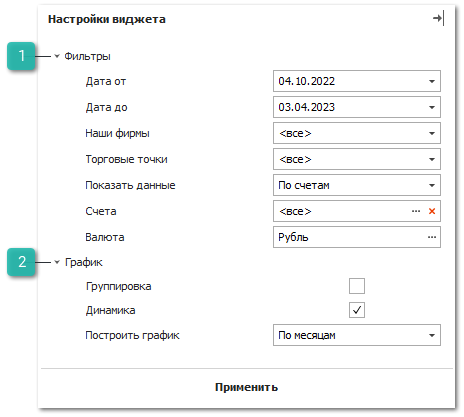 Настройки виджета
1 Фильтры
Дата от 04.10.2022
Дата до 03.04.2023
Наши фирмы <все>
Торговые точки <все>
Показать данные По счетам
Счета <все>
Валюта Рубль
2 График
Группировка
Динамика
Построить график По месяцам
Применить